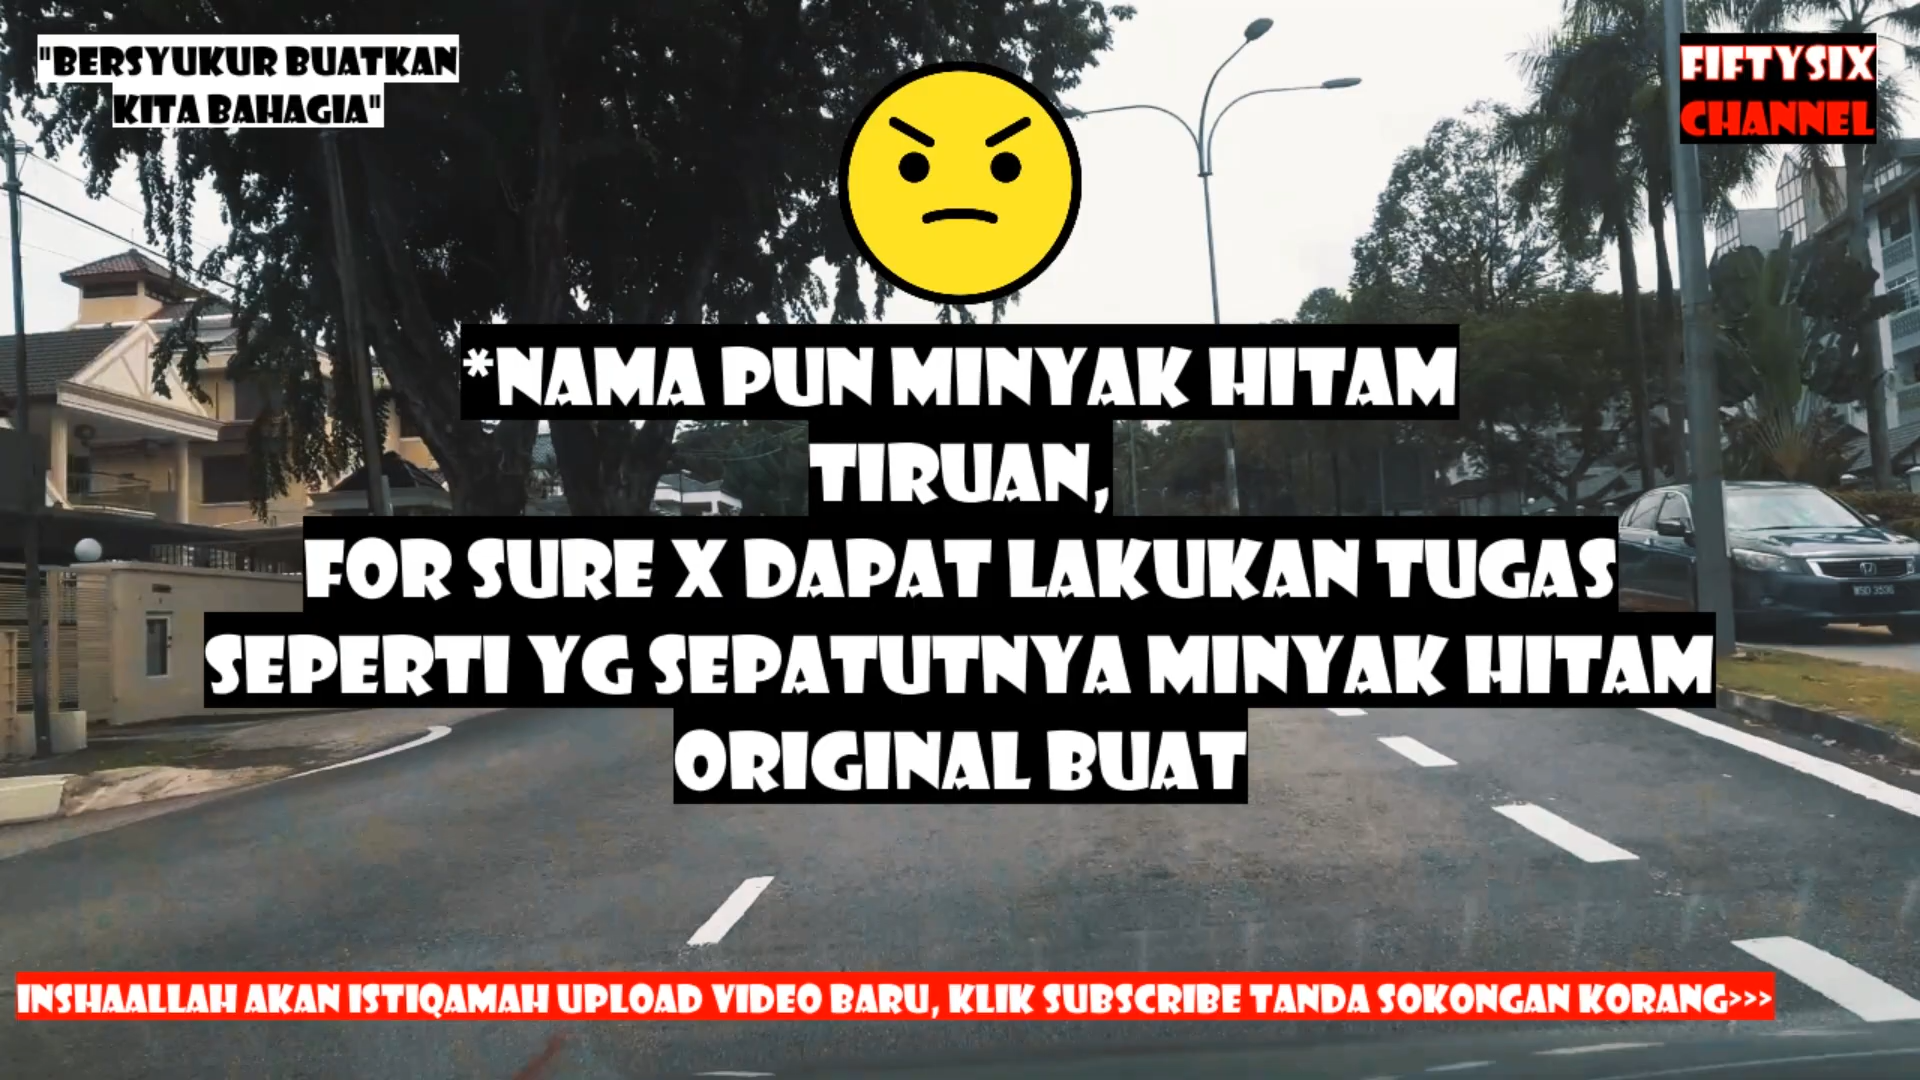 "BERSYUKUR BUATKAN
KITA BAHAGIA"
FIFTYSIX
CHANNEL
*NAMA PUN MINYAK HITAM
TIRUAN,
FOR SURE X DAPAT LAKUKAN TUGAS
SEPERTI YG SEPATUTNYA MINYAK HITAM
ORIGINAL BUAT
INSHAALLAH AKAN ISTIQAMAH UPLOAD VIDEO BARU, KLIK SUBSCRIBE TANDA SOKONGAN KORANG>>>